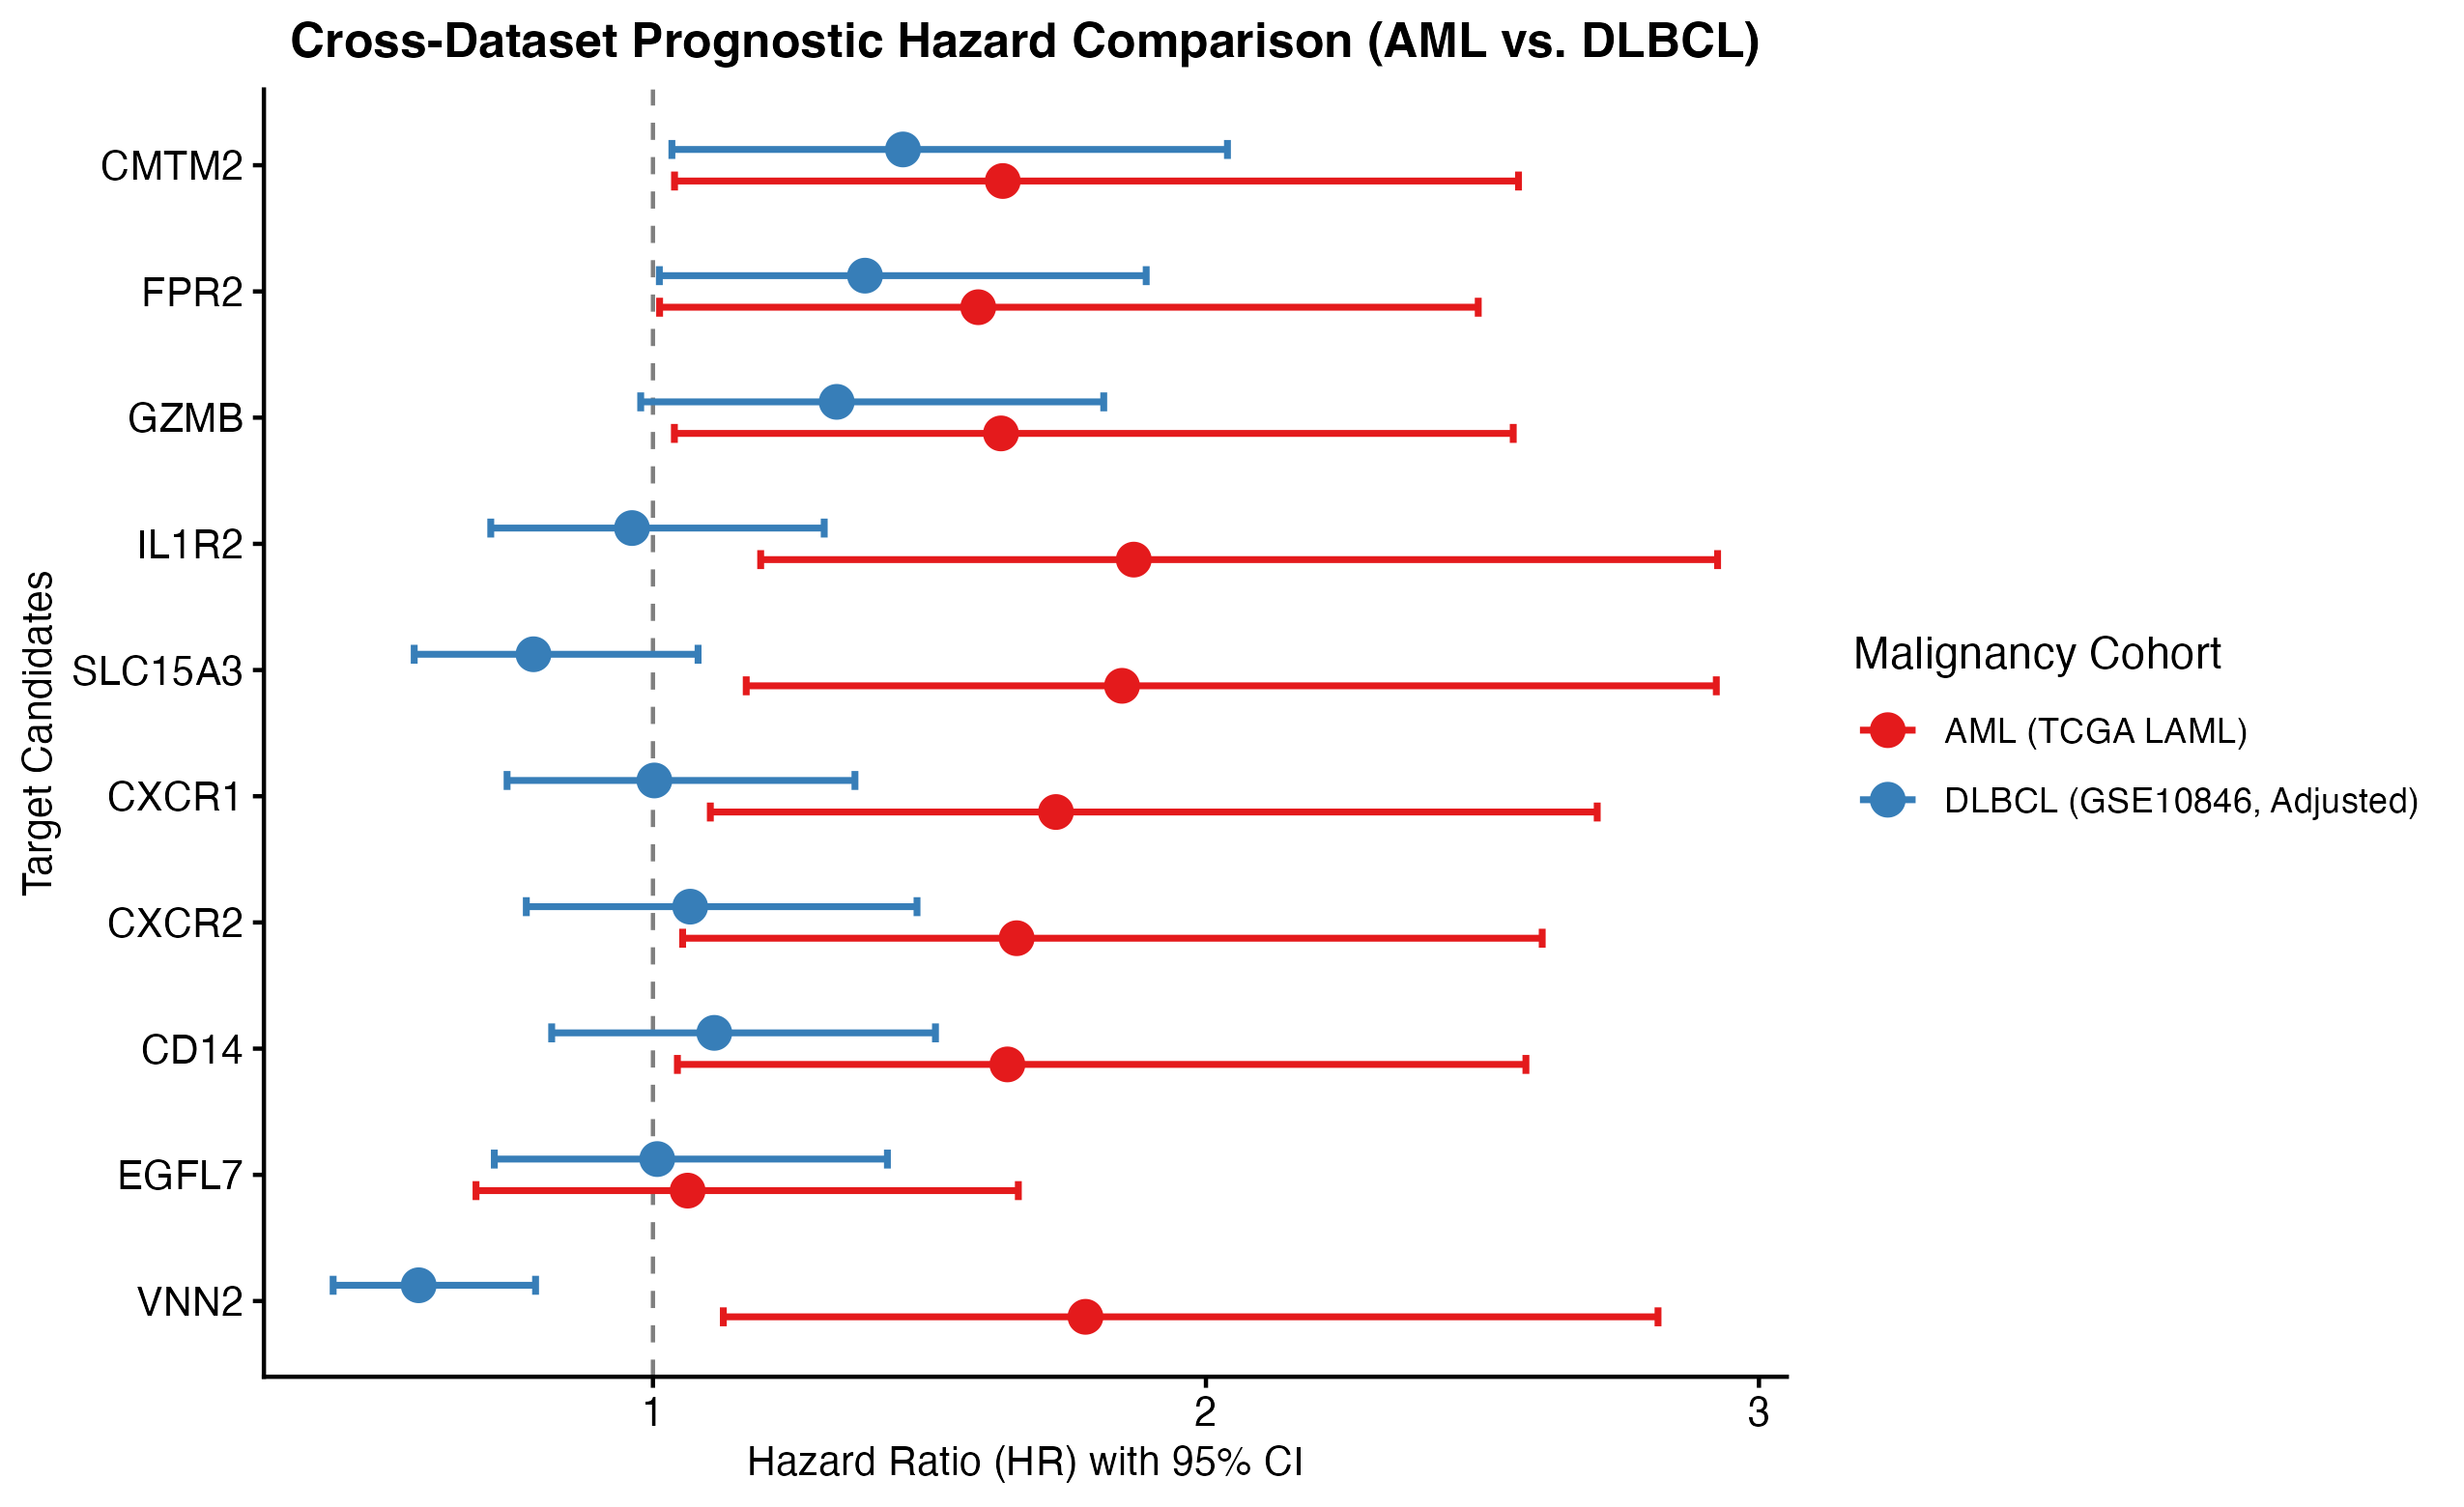 Cross-Dataset Prognostic Hazard Comparison (AML vs. DLBCL)
Target Candidates
CMTM2
FPR2
GZMB
IL1R2
SLC15A3
CXCR1
CXCR2
CD14
EGFL7
VNN2
1
2
3
Hazard Ratio (HR) with 95% CI
Malignancy Cohort
AML (TCGA LAML)
DLBCL (GSE10846, Adjusted)